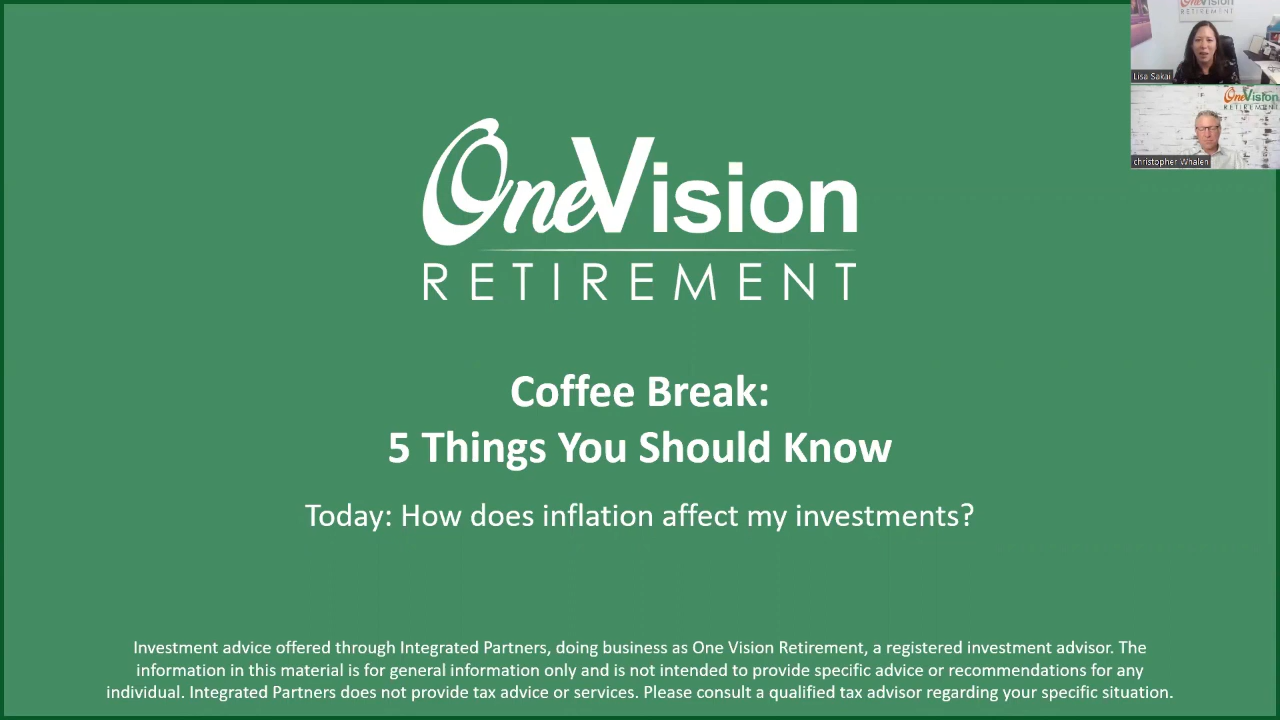 OneVision
RETIREMENT
Coffee Break:
5 Things You Should Know
Today: How does inflation affect my investments?
Investment advice offered through Integrated Partners, doing business as One Vision Retirement, a registered investment advisor. The
information in this material is for general information only and is not intended to provide specific advice or recommendations for any
individual. Integrated Partners does not provide tax advice or services. Please consult a qualified tax advisor regarding your specific situation.
OneVision
RETIREMENT
Lisa Sakai
OneVision
RETIREMENT
christopher Whalen